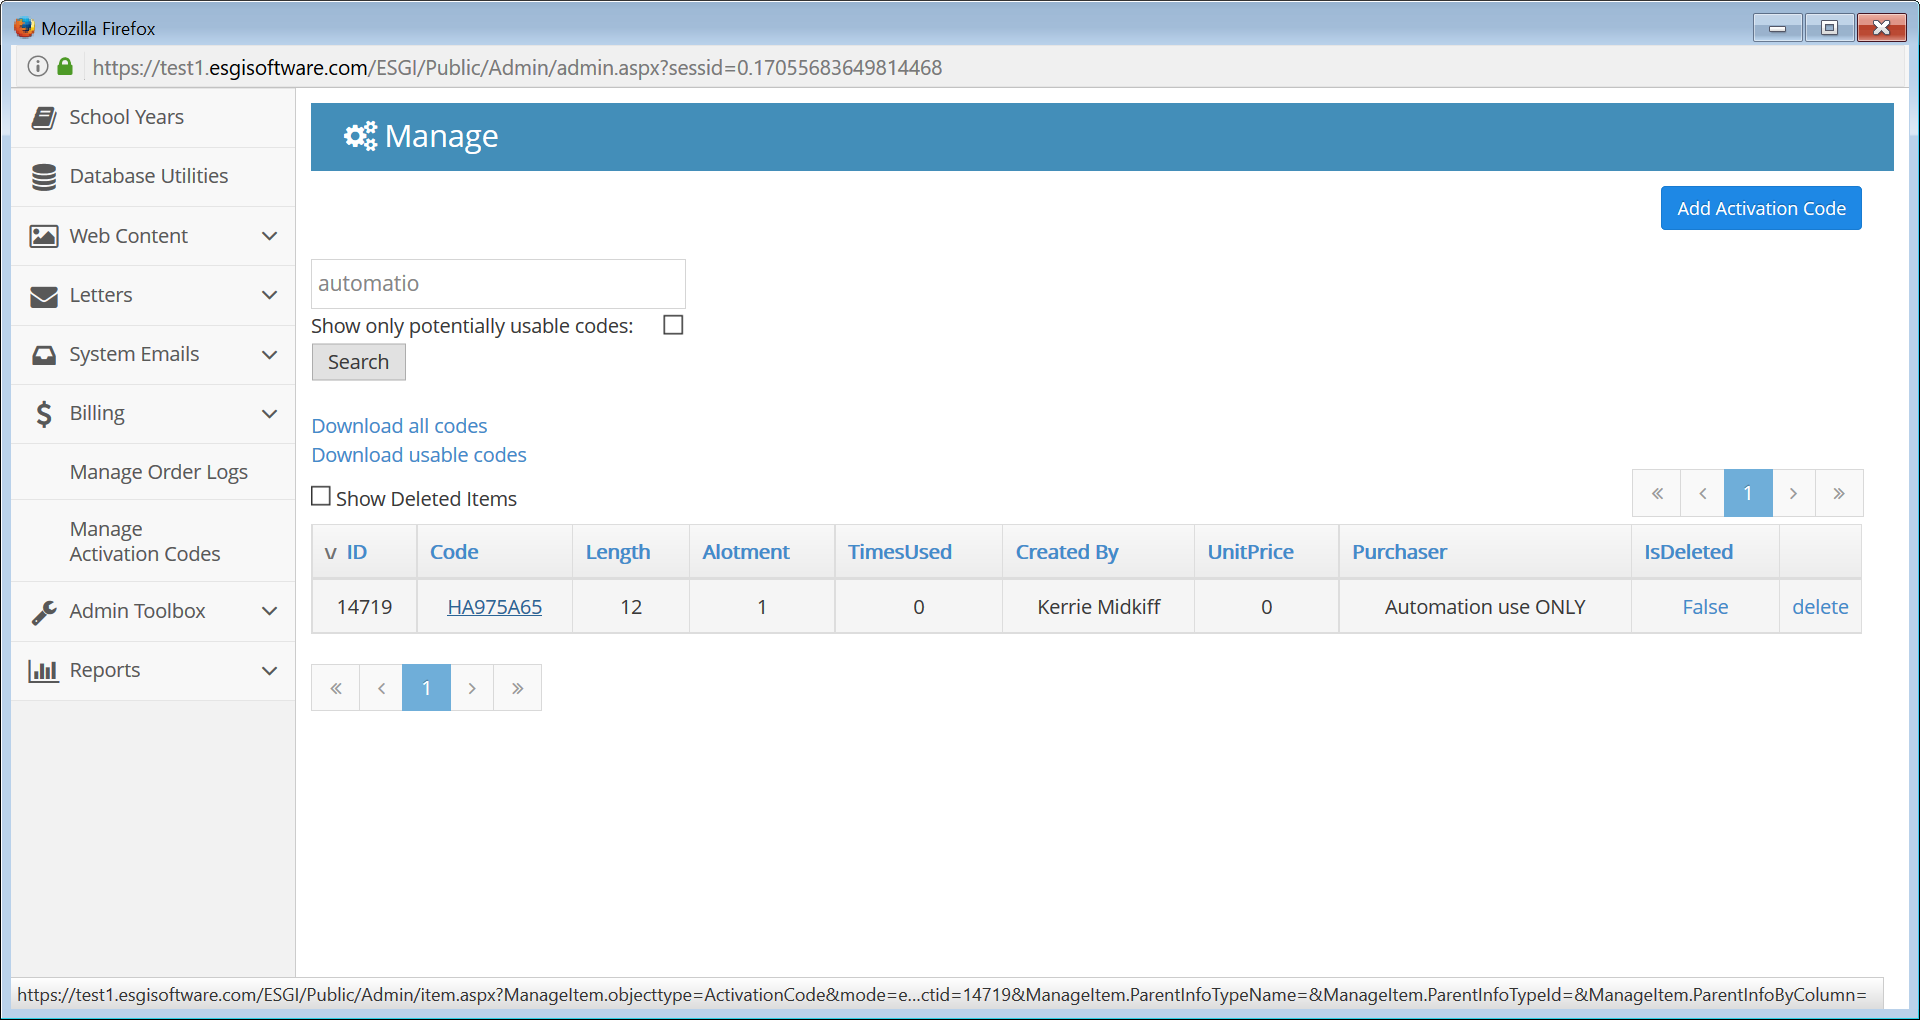 Mozilla Firefox
https://test1.esgisoftware.com/ESGI/Public/Admin/admin.aspx?sessid=0.17055683649814468
School Years
Database Utilities
Web Content
Letters
System Emails
Billing
Manage Order Logs
Manage
Activation Codes
Admin Toolbox
Reports
Manage
Add Activation Code
automatio
Show only potentially usable codes:
Search
Download all codes
Download usable codes
Show Deleted Items
« ‹ 1 › »
v ID Code Length Alotment TimesUsed Created By UnitPrice Purchaser IsDeleted
14719 HA975A65 12 1 0 Kerrie Midkiff 0 Automation use ONLY False delete
« ‹ 1 › »
https://test1.esgisoftware.com/ESGI/Public/Admin/item.aspx?ManageItem.objecttype=ActivationCode&mode=e...ctid=14719&ManageItem.ParentInfoTypeName=&ManageItem.ParentInfoTypeId=&ManageItem.ParentInfoByColumn=